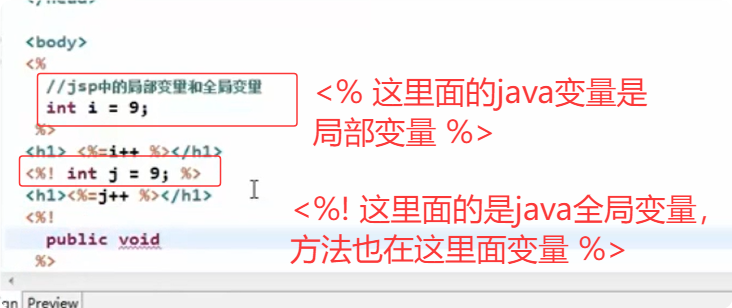 </head>
<body>
<%
//jsp中的局部变里和全局变里
int i = 9;
%>
<h1> <%=i++ %></h1>
<%! int j = 9; %>
<h1><%=j++ %></h1>
<%!
public void
%>
<% 这里面的java变量是
局部变量 %>
<%! 这里面的是java全局变量，
方法也在这里面变量 %>
Preview